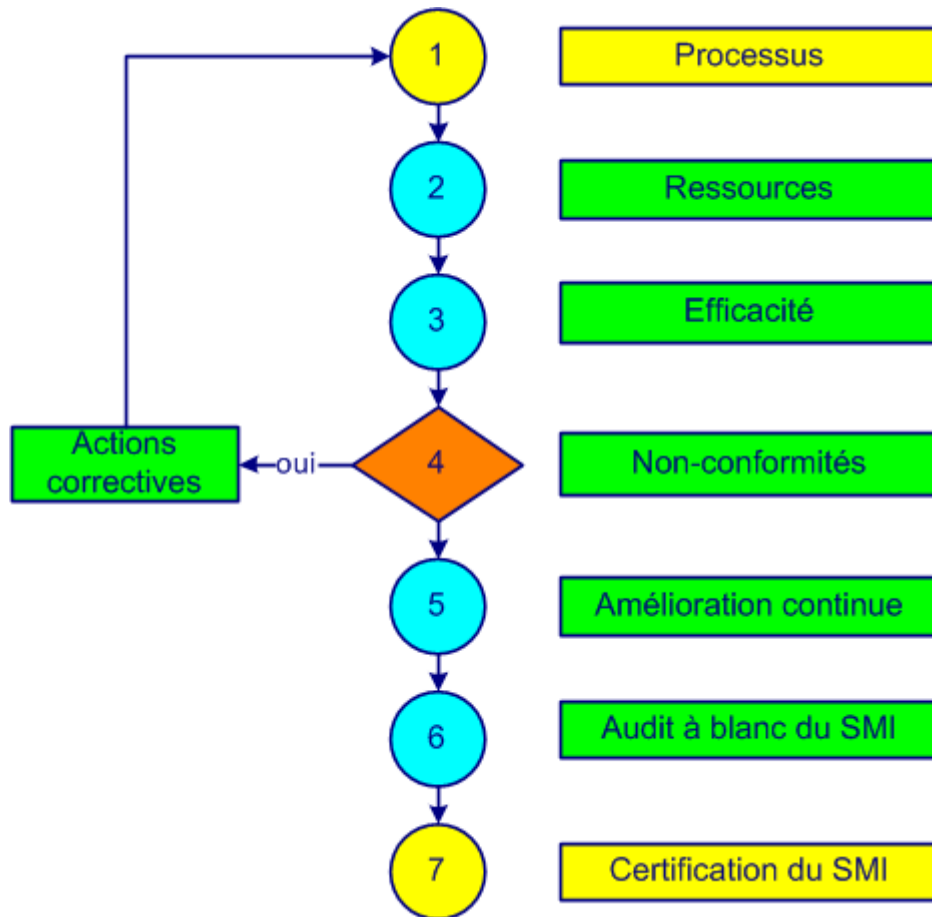 1
Processus
2
Ressources
3
Efficacité
Actions
correctives
oui
4
Non-conformités
5
Amélioration continue
6
Audit à blanc du SMI
7
Certification du SMI